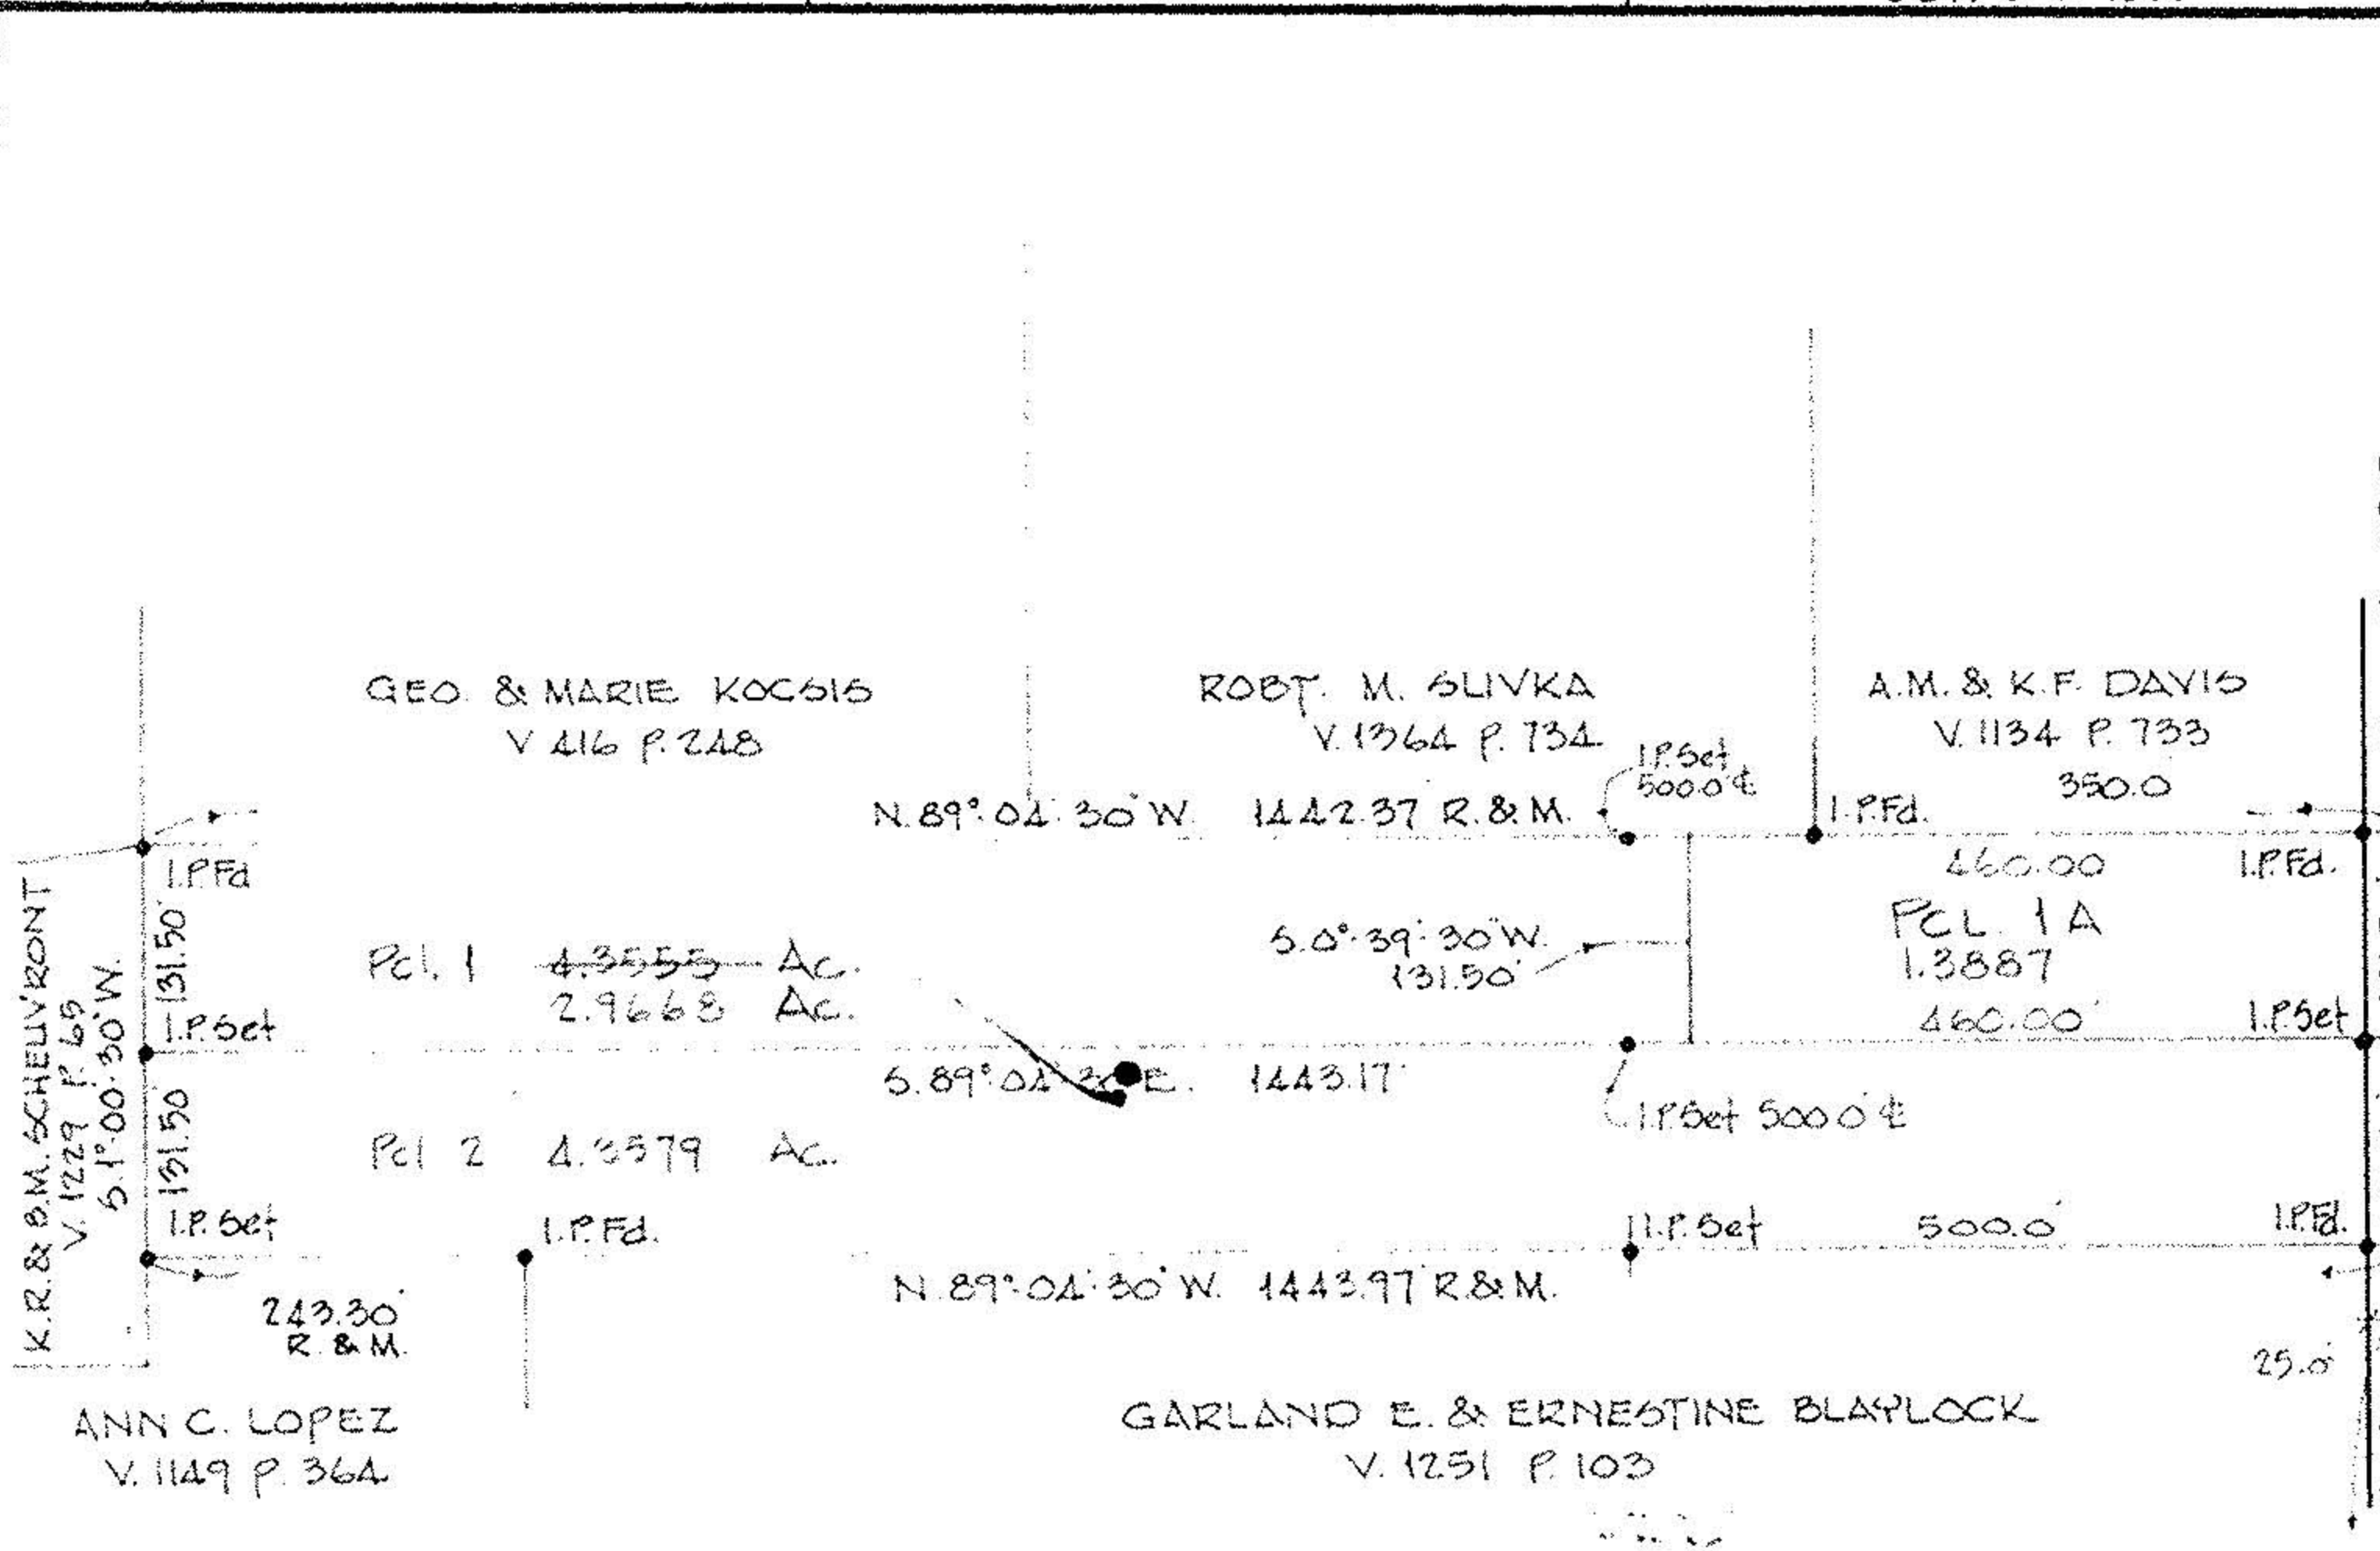 GEO. & MARIE KOCSIS
V 416 P. 248
ROBT. M. SLIVKA
V. 1364 P. 734
A.M. & K.F. DAVIS
V. 1134 P. 733
I.P. Set
500.0' ℄
350.0
N. 89°·04'·30" W. 1442.37 R. & M.
I.P. Fd.
I.P. Fd
460.00
I.P. Fd.
K.R. & B.M. SCHEUVRONT
V. 1229 P. 65
S. 1°·00'·30" W.
131.50'
PCL. 1 A
1.3887
S. 0°·39'·30" W.
131.50'
Pcl. 1 4.3555 Ac.
2.9668 Ac.
460.00'
I.P. Set
I.P. Set
S. 89°·04' E. 1443.17'
I.P. Set 500.0' ℄
131.50
Pcl 2 4.3579 Ac.
I.P. Set
I.P. Fd.
I.P. Set
500.0'
I.P. Fd.
N. 89°·04'·30" W. 1443.97' R. & M.
243.30'
R. & M.
25.0'
ANN C. LOPEZ
V. 1149 P. 364
GARLAND E. & ERNESTINE BLAYLOCK
V. 1251 P. 103